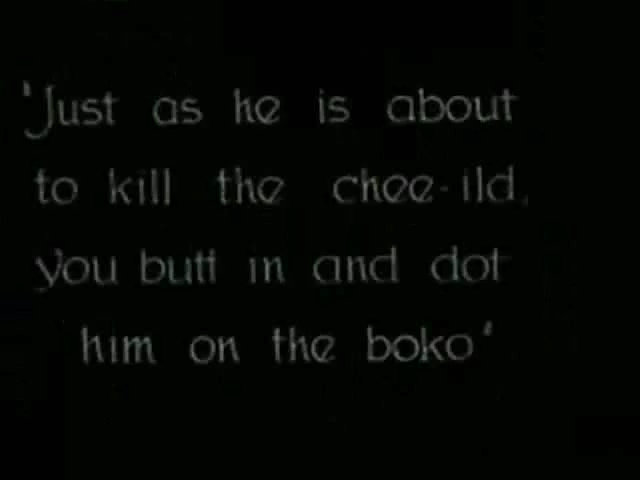 'Just as he is about
to kill the chee-ild,
you butt in and dot
him on the boko'